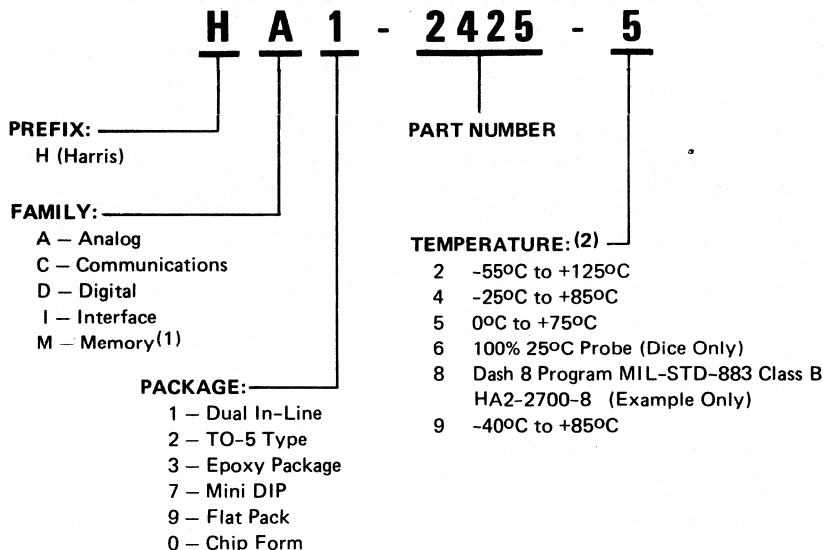 H A 1 - 2425 - 5
PREFIX:
H (Harris)
PART NUMBER
FAMILY:
A — Analog
C — Communications
D — Digital
I — Interface
M — Memory(1)
TEMPERATURE:(2)
2 -55ºC to +125ºC
4 -25ºC to +85ºC
5 0ºC to +75ºC
6 100% 25ºC Probe (Dice Only)
8 Dash 8 Program MIL-STD-883 Class B
HA2-2700-8 (Example Only)
9 -40ºC to +85ºC
PACKAGE:
1 — Dual In-Line
2 — TO-5 Type
3 — Epoxy Package
7 — Mini DIP
9 — Flat Pack
0 — Chip Form